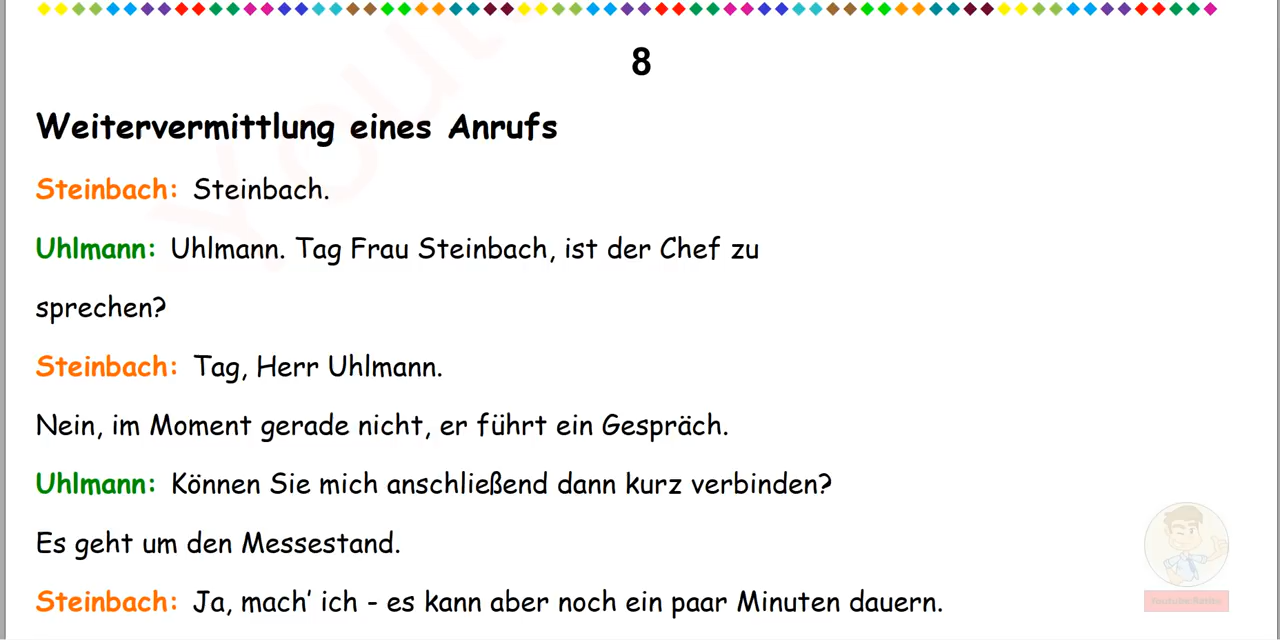 8
Weitervermittlung eines Anrufs
Steinbach: Steinbach.
Uhlmann: Uhlmann. Tag Frau Steinbach, ist der Chef zu
sprechen?
Steinbach: Tag, Herr Uhlmann.
Nein, im Moment gerade nicht, er führt ein Gespräch.
Uhlmann: Können Sie mich anschließend dann kurz verbinden?
Es geht um den Messestand.
Steinbach: Ja, mach’ ich - es kann aber noch ein paar Minuten dauern.